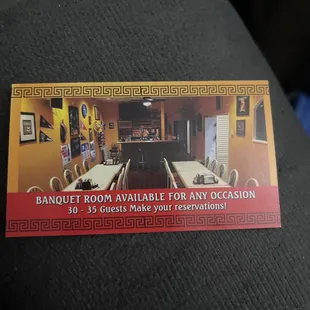 BANQUET ROOM AVAILABLE FOR ANY OCCASION
30 - 35 Guests Make your reservations!